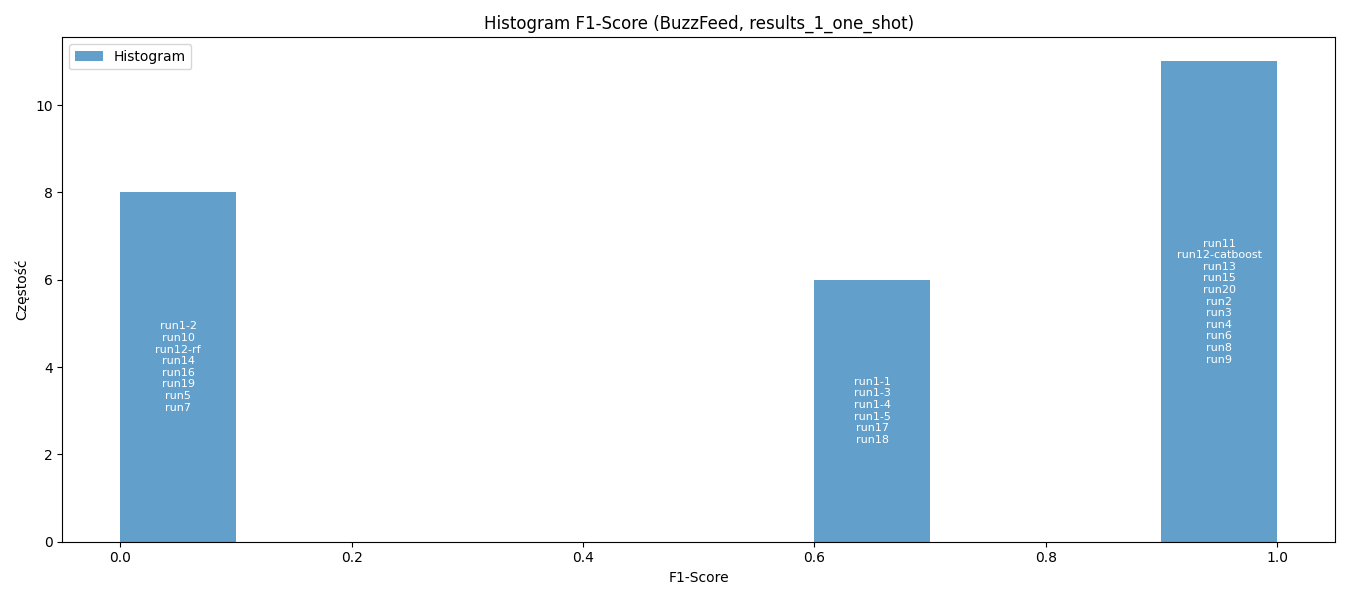 Histogram F1-Score (BuzzFeed, results_1_one_shot)
Histogram
Częstość
10
8
6
4
2
0
run1-2
run10
run12-rf
run14
run16
run19
run5
run7
run1-1
run1-3
run1-4
run1-5
run17
run18
run11
run12-catboost
run13
run15
run20
run2
run3
run4
run6
run8
run9
0.0 0.2 0.4 0.6 0.8 1.0
F1-Score